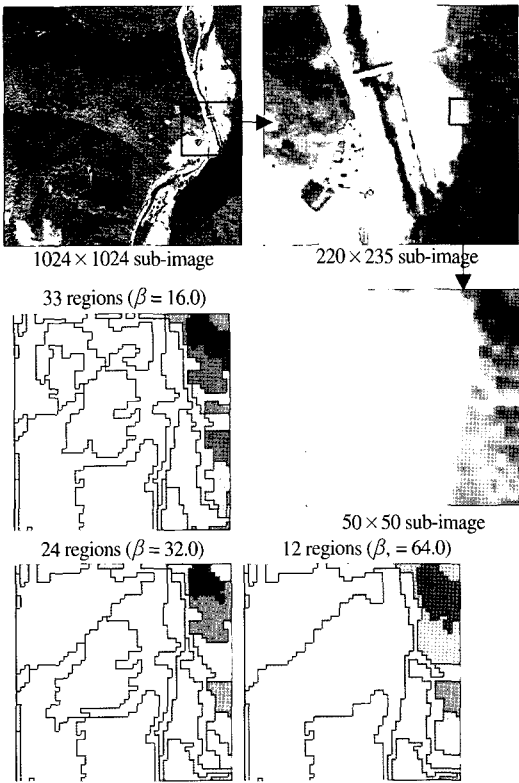 1024 × 1024 sub-image
220 × 235 sub-image
33 regions (β = 16.0)
50 × 50 sub-image
24 regions (β = 32.0)
12 regions (β, = 64.0)